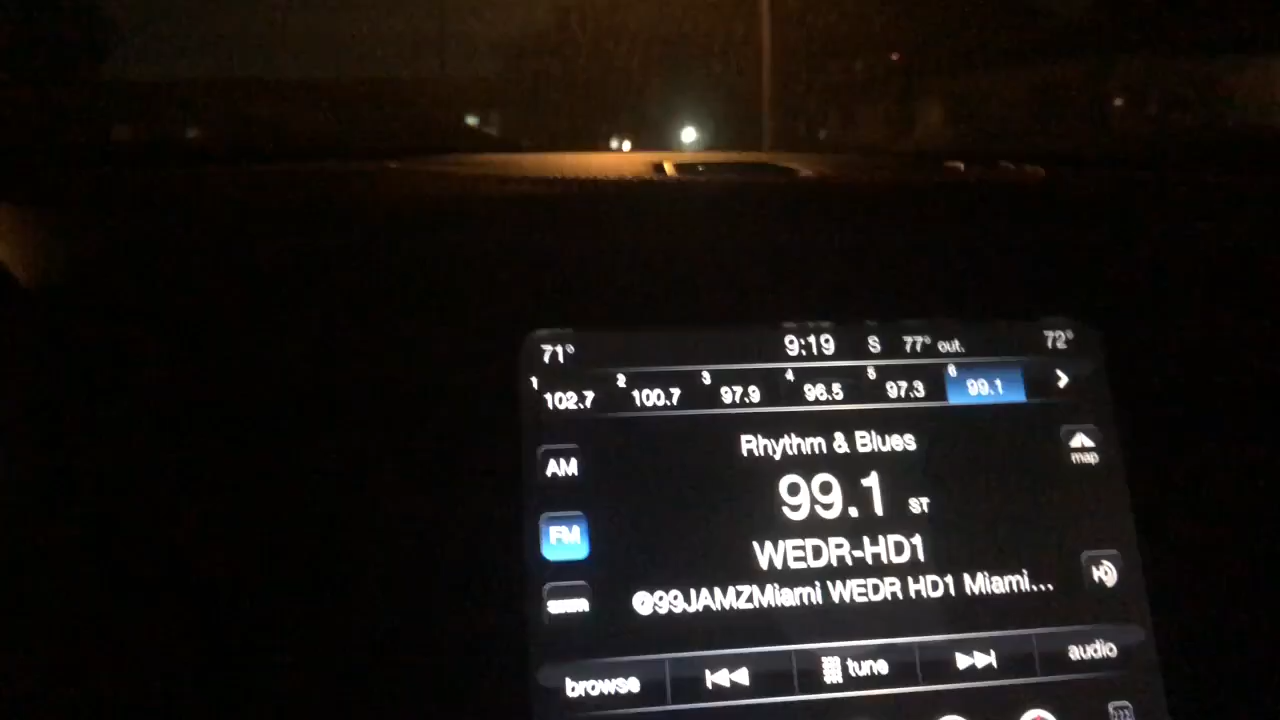 71° 9:19 S 77° out. 72°
1 102.7 2 100.7 3 97.9 4 96.5 5 97.3 6 99.1
Rhythm & Blues
map
AM
99.1 ST
FM
WEDR-HD1
@99JAMZMiami WEDR HD1 Miami...
HD
browse tune audio